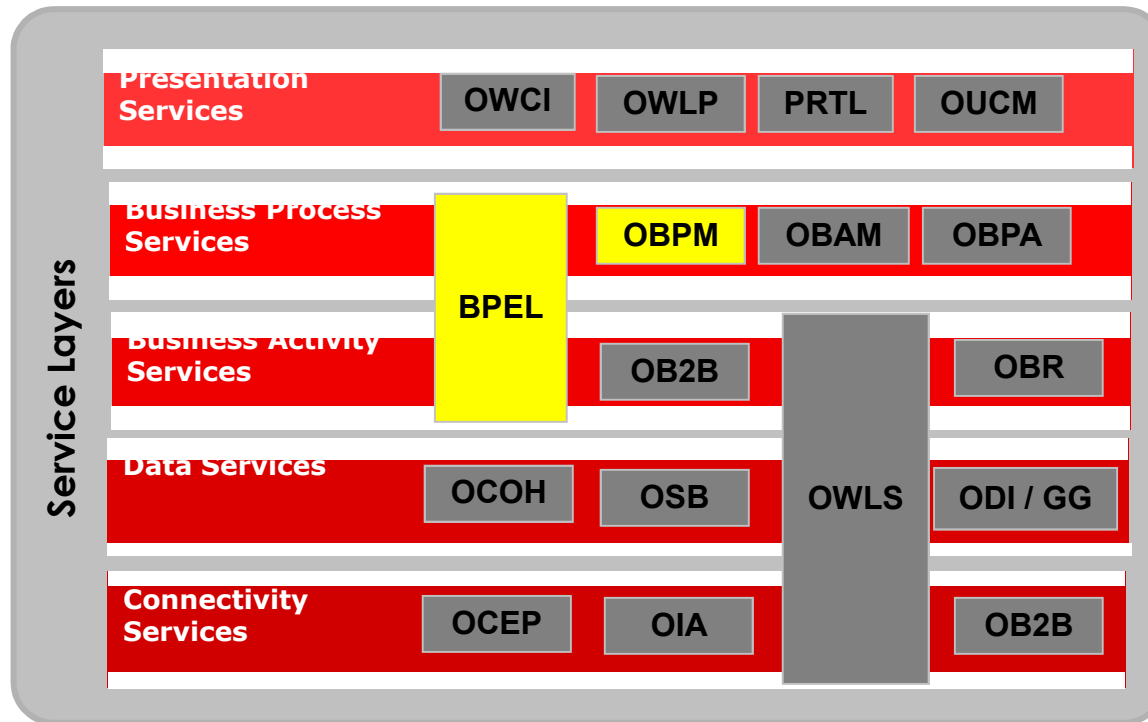 Service Layers
Presentation
Services
OWCI
OWLP
PRTL
OUCM
Business Process
Services
BPEL
OBPM
OBAM
OBPA
Business Activity
Services
OB2B
OWLS
OBR
Data Services
OCOH
OSB
ODI / GG
Connectivity
Services
OCEP
OIA
OB2B